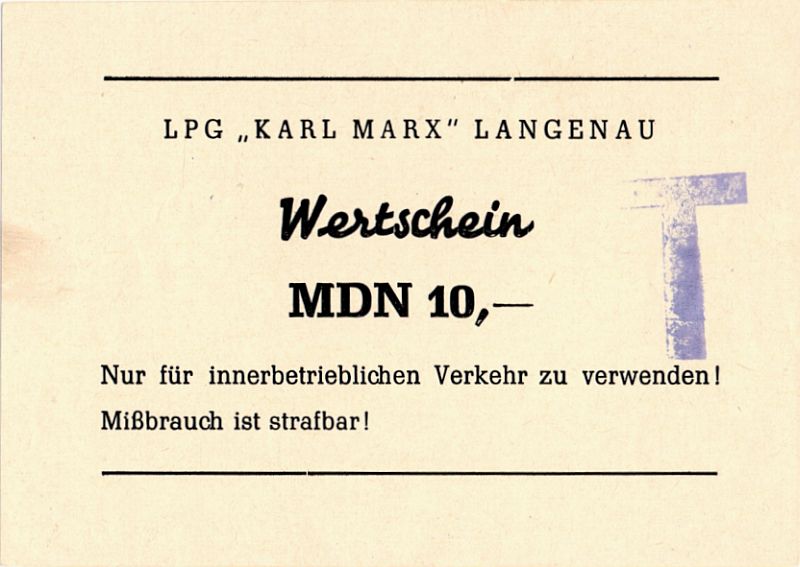 LPG „KARL MARX" LANGENAU
Wertschein
MDN 10,—
T
Nur für innerbetrieblichen Verkehr zu verwenden!
Mißbrauch ist strafbar!